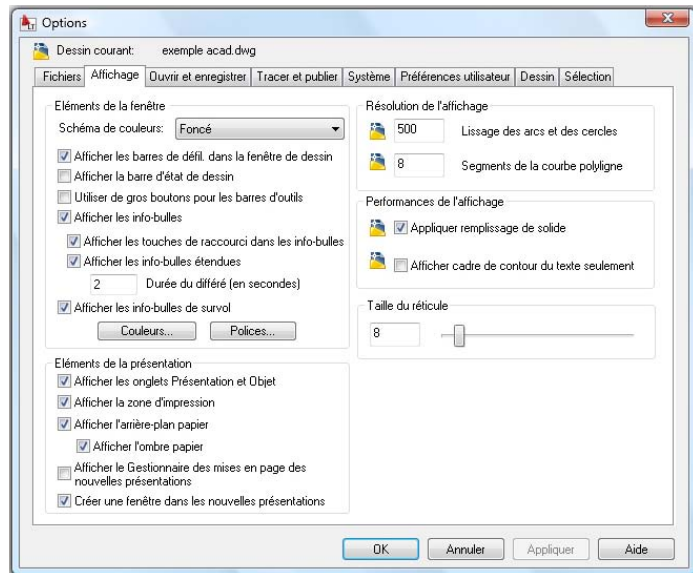 LT
Options
Dessin courant: exemple acad.dwg
Fichiers Affichage Ouvrir et enregistrer Tracer et publier Système Préférences utilisateur Dessin Sélection
Eléments de la fenêtre
Schéma de couleurs: Foncé
Afficher les barres de défil. dans la fenêtre de dessin
Afficher la barre d'état de dessin
Utiliser de gros boutons pour les barres d'outils
Afficher les info-bulles
Afficher les touches de raccourci dans les info-bulles
Afficher les info-bulles étendues
2 Durée du différé (en secondes)
Afficher les info-bulles de survol
Couleurs... Polices...
Eléments de la présentation
Afficher les onglets Présentation et Objet
Afficher la zone d'impression
Afficher l'arrière-plan papier
Afficher l'ombre papier
Afficher le Gestionnaire des mises en page des
nouvelles présentations
Créer une fenêtre dans les nouvelles présentations
Résolution de l'affichage
500 Lissage des arcs et des cercles
8 Segments de la courbe polyligne
Performances de l'affichage
Appliquer remplissage de solide
Afficher cadre de contour du texte seulement
Taille du réticule
8
OK Annuler Appliquer Aide